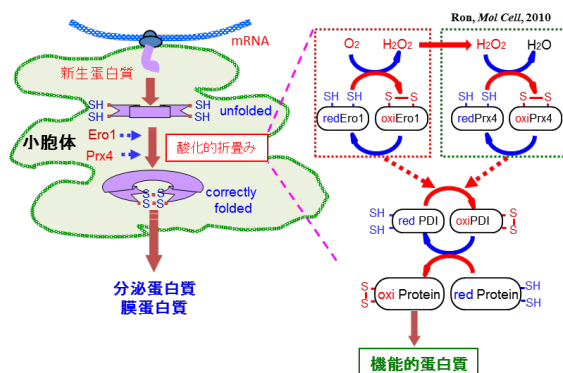 Ron, Mol Cell, 2010
mRNA
新生蛋白質
SH
SH
SH
SH
unfolded
小胞体
Ero1
Prx4
酸化的折畳み
S
S
S
S
correctly
folded
分泌蛋白質
膜蛋白質
O2
H2O2
H2O2
H2O
SH SH
S S
SH SH
S S
redEro1
oxiEro1
redPrx4
oxiPrx4
SH
SH
red PDI
oxiPDI
S
S
S
S
oxi Protein
red Protein
SH
SH
機能的蛋白質